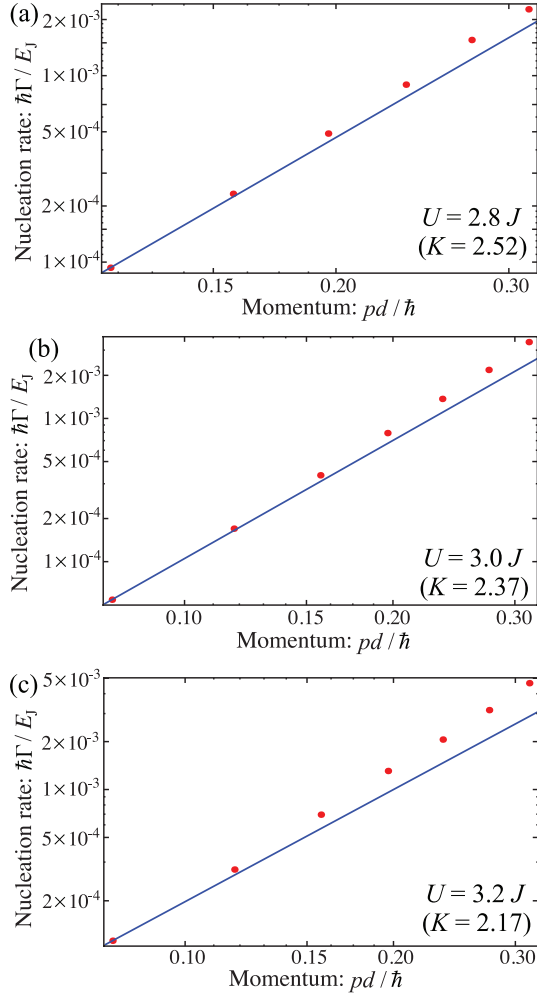 (a)
2×10⁻³
1×10⁻³
5×10⁻⁴
2×10⁻⁴
1×10⁻⁴
Nucleation rate: ħΓ/E_J
U = 2.8 J
(K = 2.52)
0.15 0.20 0.30
Momentum: pd/ħ
(b)
2×10⁻³
1×10⁻³
5×10⁻⁴
2×10⁻⁴
1×10⁻⁴
Nucleation rate: ħΓ/E_J
U = 3.0 J
(K = 2.37)
0.10 0.15 0.20 0.30
Momentum: pd/ħ
(c)
5×10⁻³
2×10⁻³
1×10⁻³
5×10⁻⁴
2×10⁻⁴
Nucleation rate: ħΓ/E_J
U = 3.2 J
(K = 2.17)
0.10 0.15 0.20 0.30
Momentum: pd/ħ